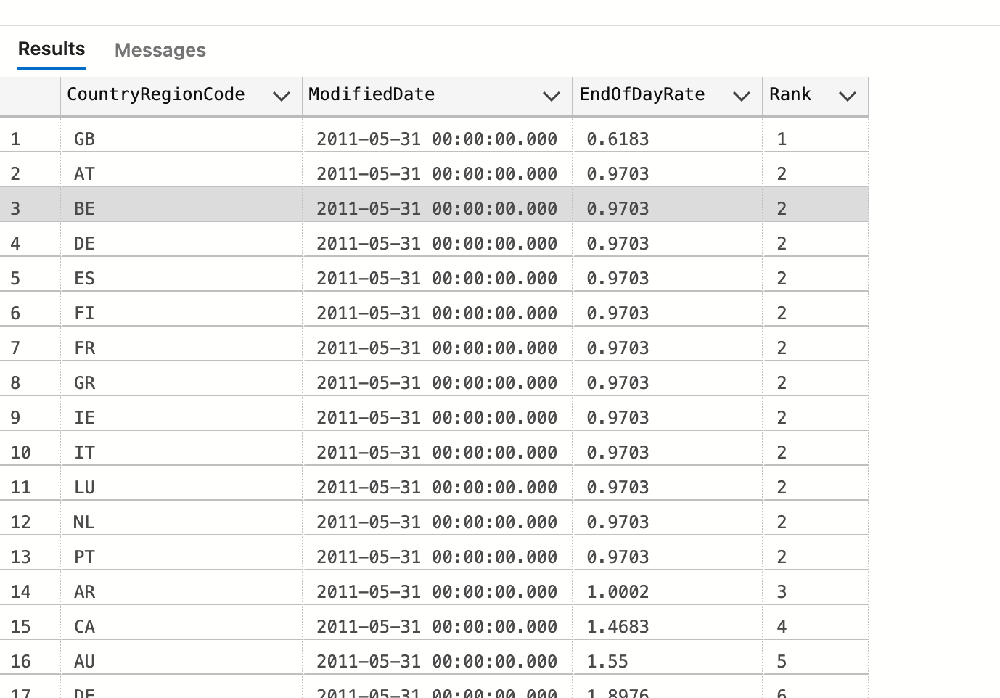 Results Messages
CountryRegionCode ModifiedDate EndOfDayRate Rank
1 GB 2011-05-31 00:00:00.000 0.6183 1
2 AT 2011-05-31 00:00:00.000 0.9703 2
3 BE 2011-05-31 00:00:00.000 0.9703 2
4 DE 2011-05-31 00:00:00.000 0.9703 2
5 ES 2011-05-31 00:00:00.000 0.9703 2
6 FI 2011-05-31 00:00:00.000 0.9703 2
7 FR 2011-05-31 00:00:00.000 0.9703 2
8 GR 2011-05-31 00:00:00.000 0.9703 2
9 IE 2011-05-31 00:00:00.000 0.9703 2
10 IT 2011-05-31 00:00:00.000 0.9703 2
11 LU 2011-05-31 00:00:00.000 0.9703 2
12 NL 2011-05-31 00:00:00.000 0.9703 2
13 PT 2011-05-31 00:00:00.000 0.9703 2
14 AR 2011-05-31 00:00:00.000 1.0002 3
15 CA 2011-05-31 00:00:00.000 1.4683 4
16 AU 2011-05-31 00:00:00.000 1.55 5
17 DE 2011-05-31 00:00:00.000 1.8976 6